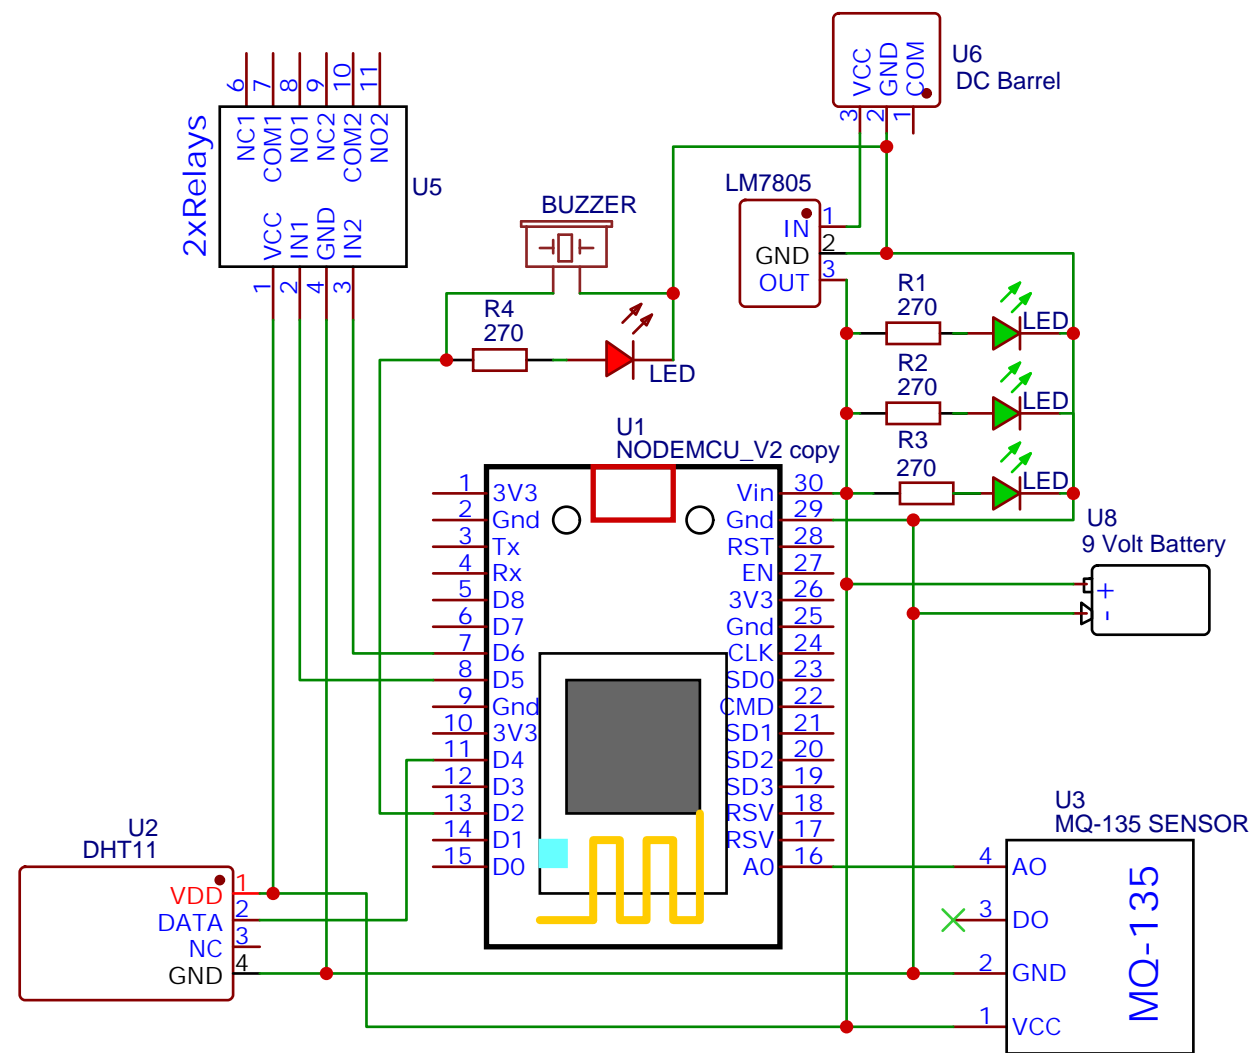 U6
DC Barrel
VCC
GND
COM
3
2
1
6
7
8
9
10
11
NC1
COM1
NO1
NC2
COM2
NO2
2xRelays
U5
VCC
IN1
GND
IN2
1
2
4
3
LM7805
IN
GND
OUT
1
2
3
BUZZER
R4
270
LED
R1
270
LED
R2
270
LED
R3
270
LED
U1
NODEMCU_V2 copy
1 3V3
2 Gnd
3 Tx
4 Rx
5 D8
6 D7
7 D6
8 D5
9 Gnd
10 3V3
11 D4
12 D3
13 D2
14 D1
15 D0
Vin 30
Gnd 29
RST 28
EN 27
3V3 26
Gnd 25
CLK 24
SD0 23
CMD 22
SD1 21
SD2 20
SD3 19
RSV 18
RSV 17
A0 16
U8
9 Volt Battery
+
-
U2
DHT11
VDD 1
DATA 2
NC 3
GND 4
U3
MQ-135 SENSOR
4 AO
3 DO
2 GND
1 VCC
MQ-135